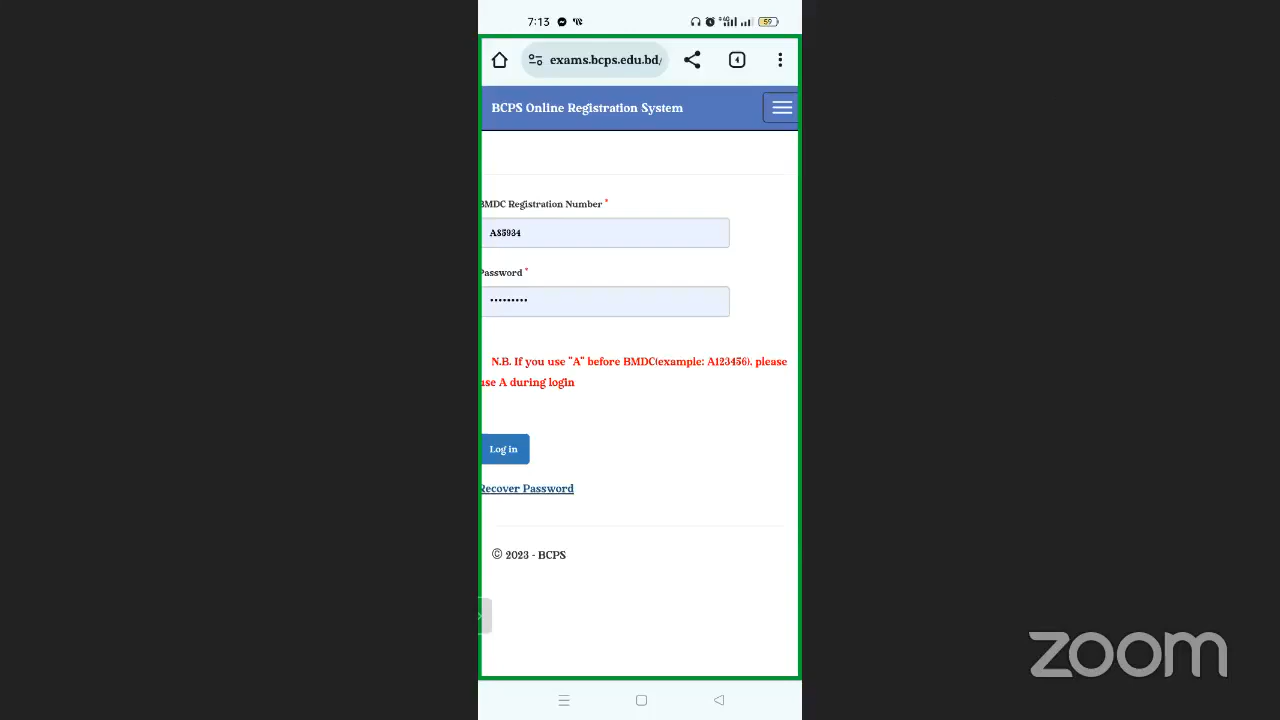 7:13
59
exams.bcps.edu.bd/
BCPS Online Registration System
BMDC Registration Number *
A85934
Password *
•••••••••
N.B. If you use "A" before BMDC(example: A123456), please
use A during login
Log in
Recover Password
© 2023 - BCPS
zoom